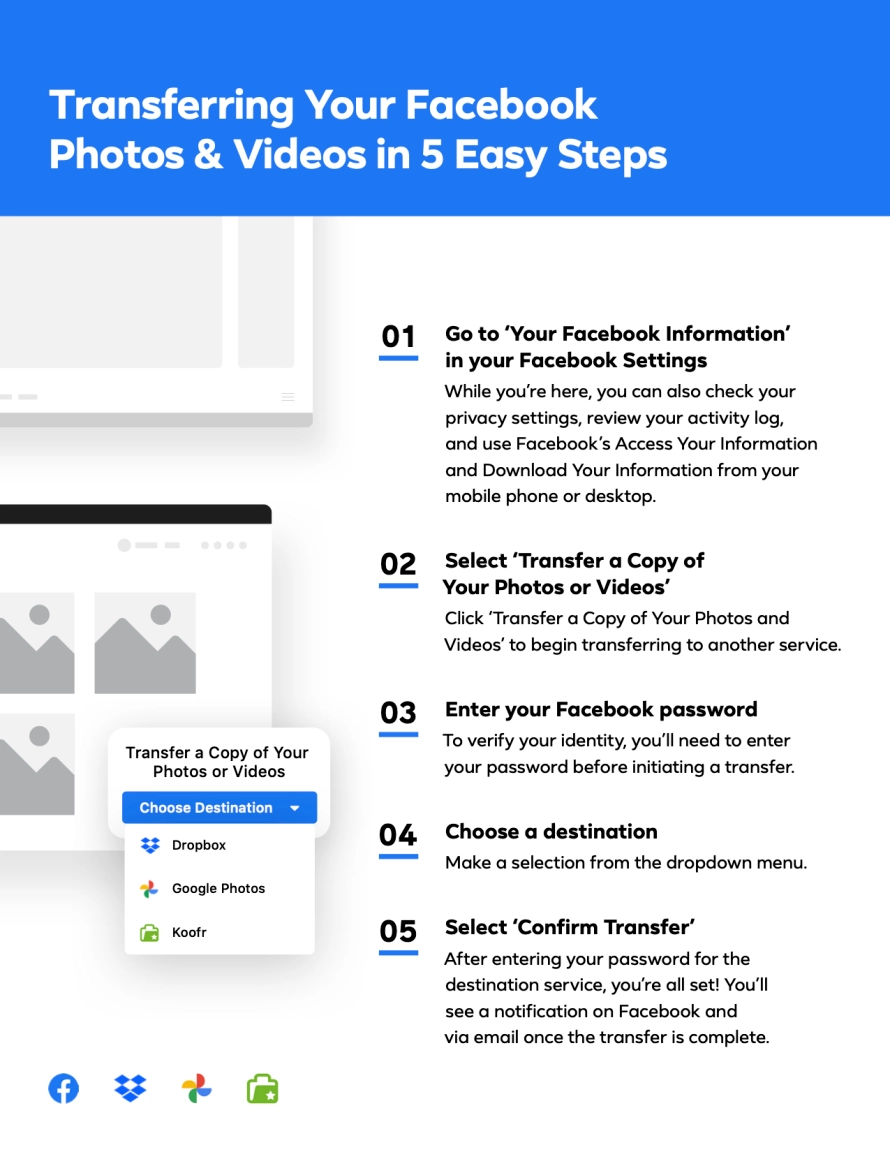 Transferring Your Facebook
Photos & Videos in 5 Easy Steps
01
Go to ‘Your Facebook Information’
in your Facebook Settings
While you’re here, you can also check your
privacy settings, review your activity log,
and use Facebook’s Access Your Information
and Download Your Information from your
mobile phone or desktop.
02
Select ‘Transfer a Copy of
Your Photos or Videos’
Click ‘Transfer a Copy of Your Photos and
Videos’ to begin transferring to another service.
03
Enter your Facebook password
To verify your identity, you’ll need to enter
your password before initiating a transfer.
04
Choose a destination
Make a selection from the dropdown menu.
05
Select ‘Confirm Transfer’
After entering your password for the
destination service, you’re all set! You’ll
see a notification on Facebook and
via email once the transfer is complete.
Transfer a Copy of Your
Photos or Videos
Choose Destination
Dropbox
Google Photos
Koofr